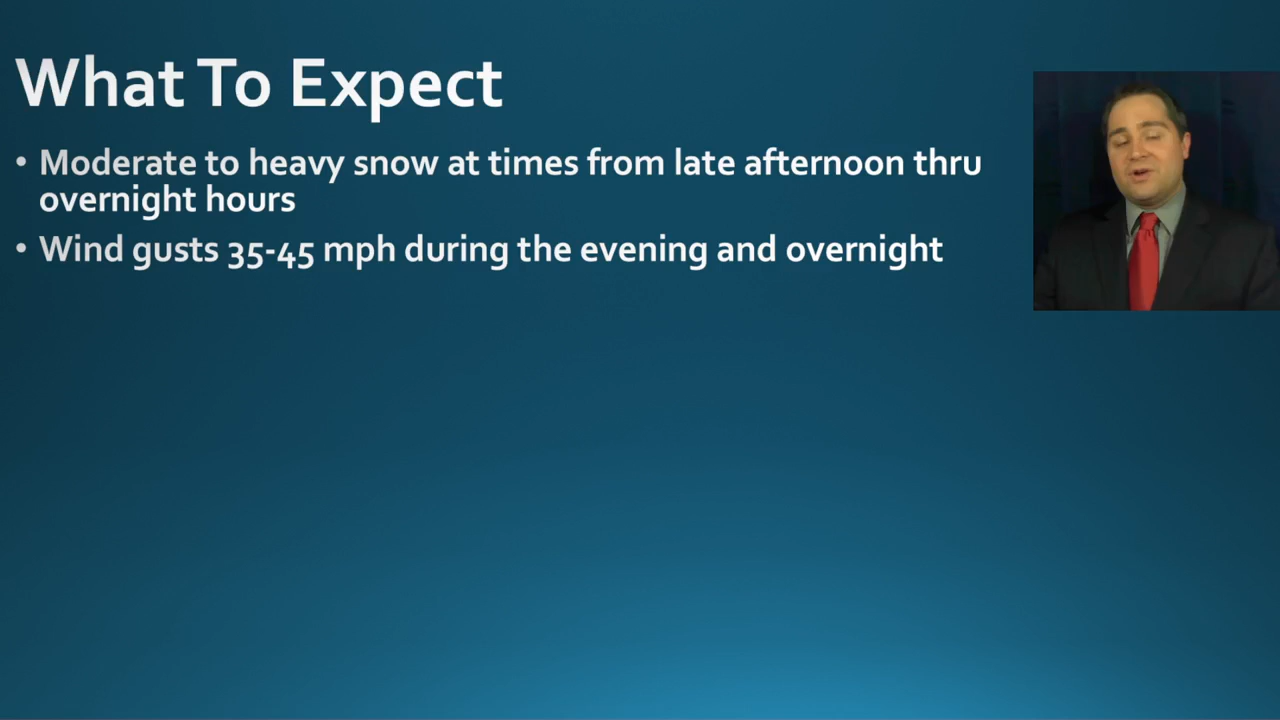 What To Expect
• Moderate to heavy snow at times from late afternoon thru
overnight hours
• Wind gusts 35-45 mph during the evening and overnight